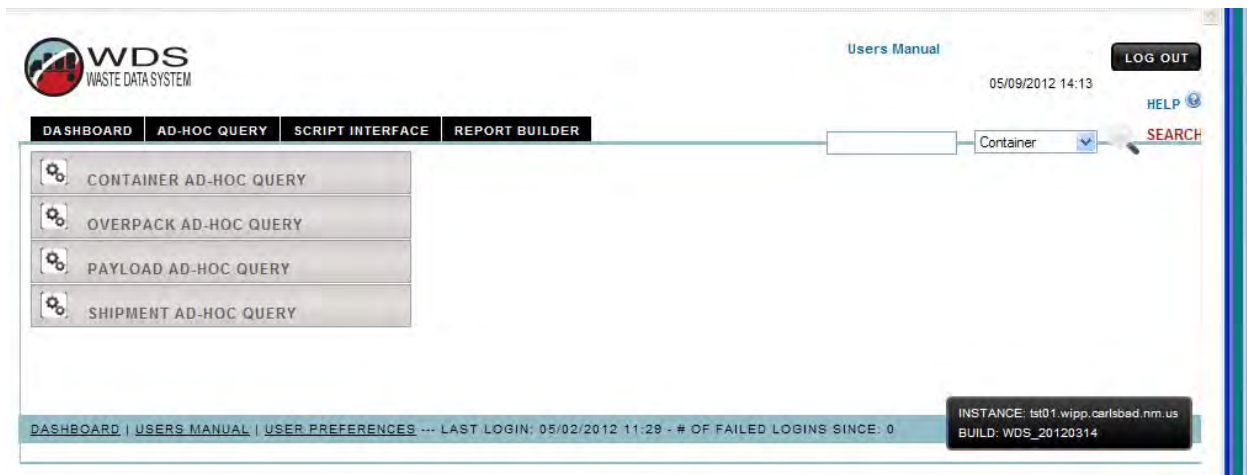 WDS
WASTE DATA SYSTEM
Users Manual
LOG OUT
05/09/2012 14:13
HELP
DASHBOARD AD-HOC QUERY SCRIPT INTERFACE REPORT BUILDER
Container
SEARCH
CONTAINER AD-HOC QUERY
OVERPACK AD-HOC QUERY
PAYLOAD AD-HOC QUERY
SHIPMENT AD-HOC QUERY
INSTANCE: tst01.wipp.carlsbad.nm.us
DASHBOARD | USERS MANUAL | USER PREFERENCES --- LAST LOGIN: 05/02/2012 11:29 - # OF FAILED LOGINS SINCE: 0
BUILD: WDS_20120314